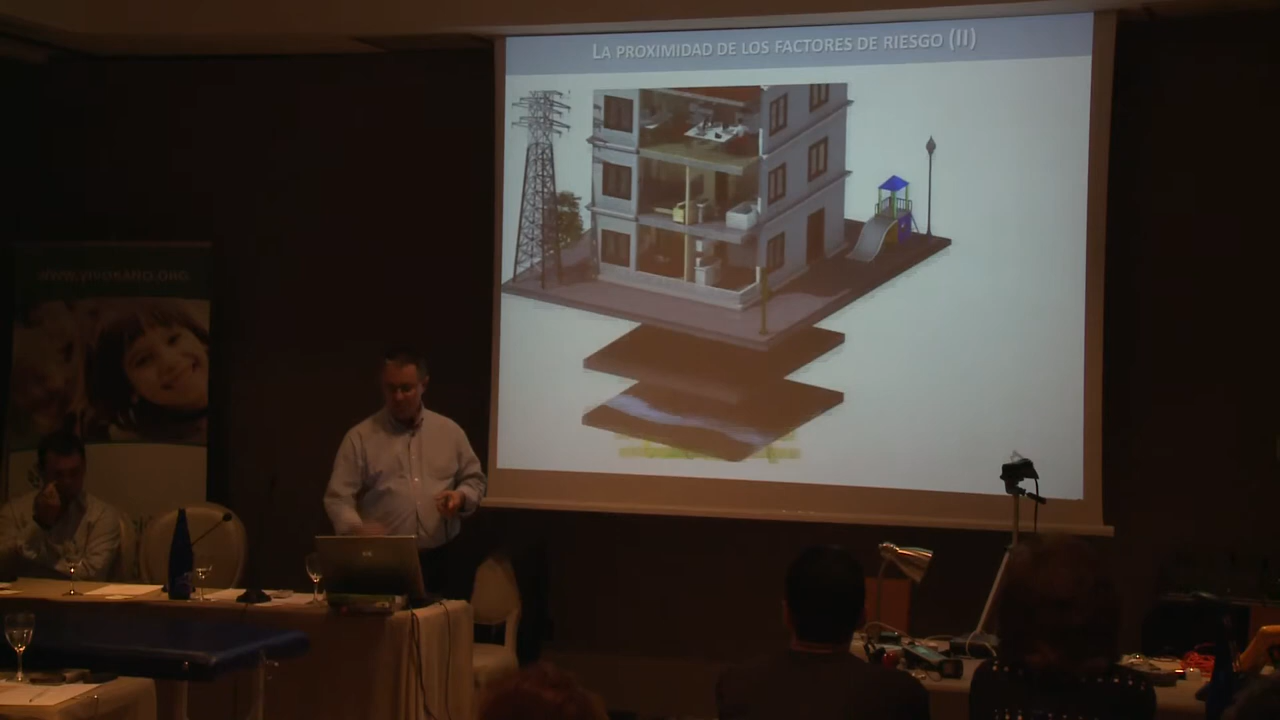 LA PROXIMIDAD DE LOS FACTORES DE RIESGO (II)